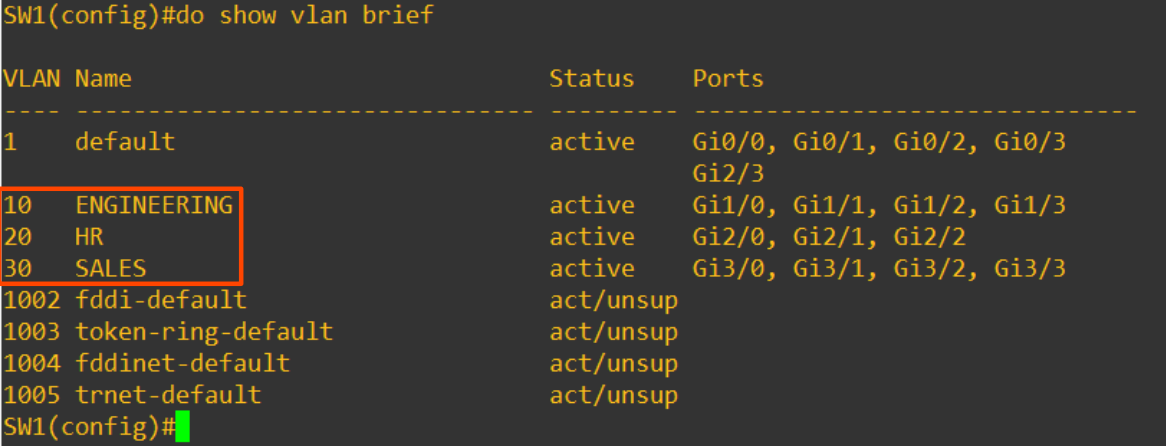 SW1(config)#do show vlan brief
VLAN Name                             Status    Ports
---- -------------------------------- --------- -------------------------------
1    default                          active    Gi0/0, Gi0/1, Gi0/2, Gi0/3
                                                Gi2/3
10   ENGINEERING                      active    Gi1/0, Gi1/1, Gi1/2, Gi1/3
20   HR                               active    Gi2/0, Gi2/1, Gi2/2
30   SALES                            active    Gi3/0, Gi3/1, Gi3/2, Gi3/3
1002 fddi-default                     act/unsup
1003 token-ring-default               act/unsup
1004 fddinet-default                  act/unsup
1005 trnet-default                    act/unsup
SW1(config)#